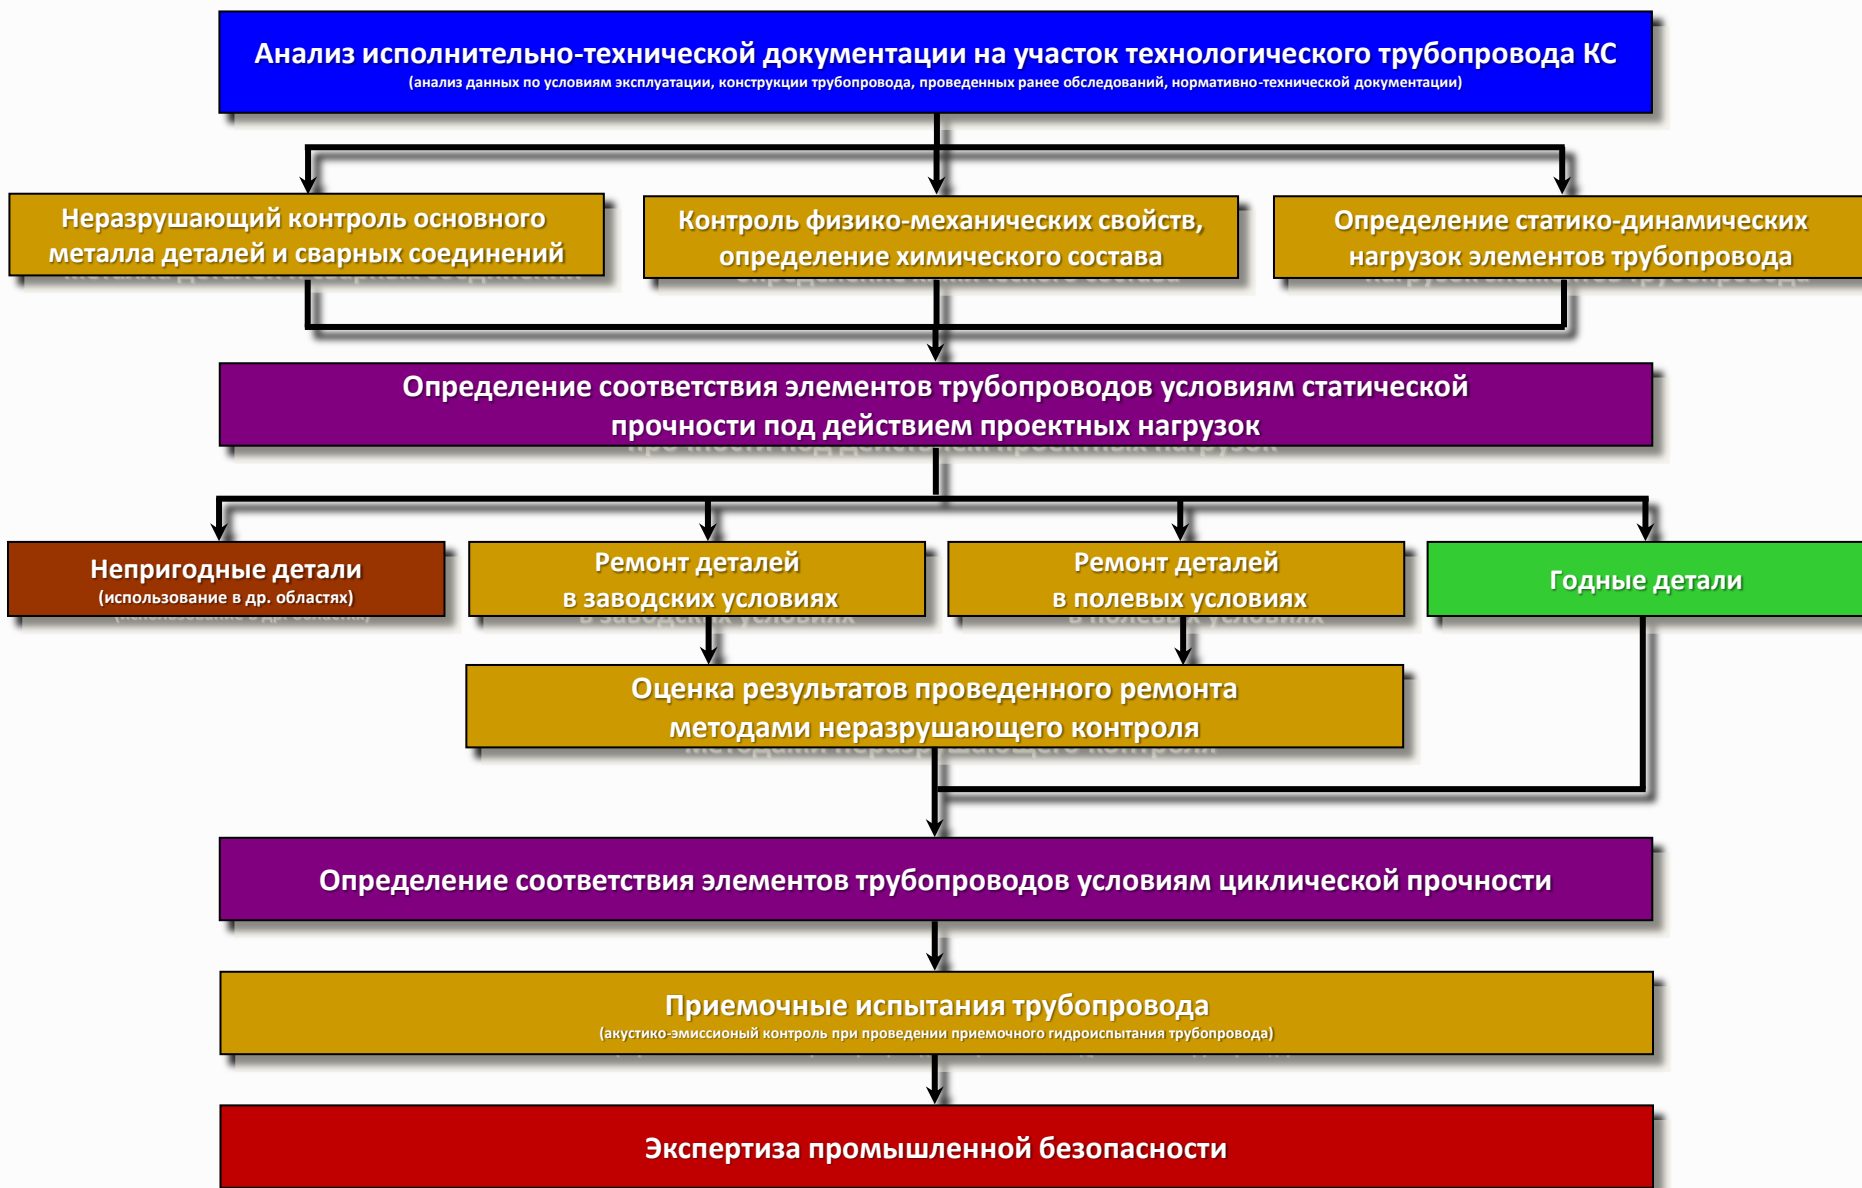 Анализ исполнительно-технической документации на участок технологического трубопровода КС
(анализ данных по условиям эксплуатации, конструкции трубопровода, проведенных ранее обследований, нормативно-технической документации)
Неразрушающий контроль основного
металла деталей и сварных соединений
Контроль физико-механических свойств,
определение химического состава
Определение статико-динамических
нагрузок элементов трубопровода
Определение соответствия элементов трубопроводов условиям статической
прочности под действием проектных нагрузок
Непригодные детали
(использование в др. областях)
Ремонт деталей
в заводских условиях
Ремонт деталей
в полевых условиях
Годные детали
Оценка результатов проведенного ремонта
методами неразрушающего контроля
Определение соответствия элементов трубопроводов условиям циклической прочности
Приемочные испытания трубопровода
(акустико-эмиссионый контроль при проведении приемочного гидроиспытания трубопровода)
Экспертиза промышленной безопасности